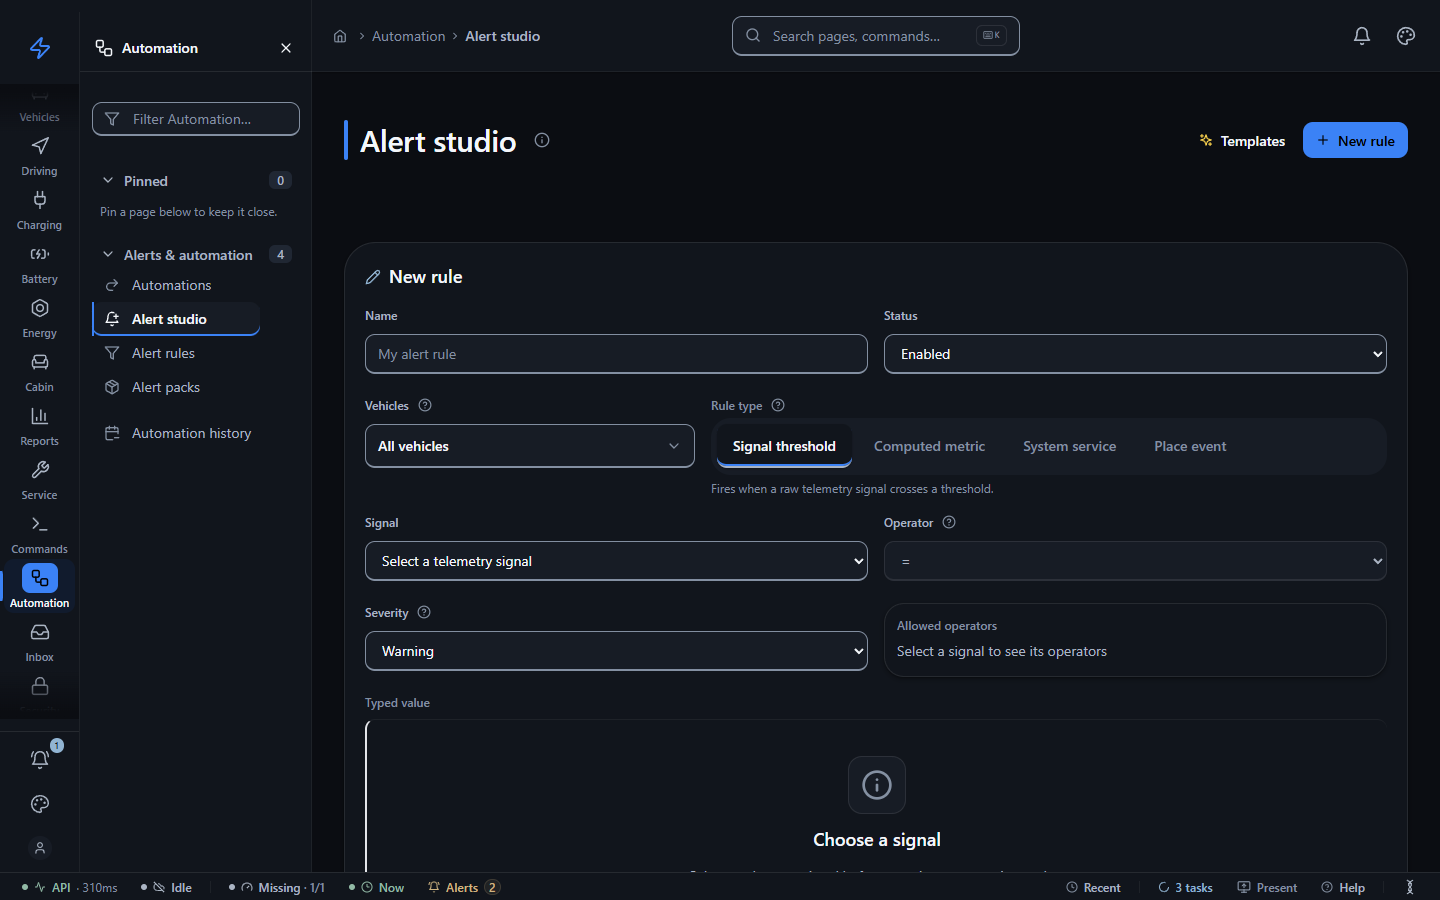 Vehicles
Driving
Charging
Battery
Energy
Cabin
Reports
Service
Commands
Automation
Inbox
1
Automation
Filter Automation...
Pinned 0
Pin a page below to keep it close.
Alerts & automation 4
Automations
Alert studio
Alert rules
Alert packs
Automation history
Automation > Alert studio
Search pages, commands... K
Alert studio
Templates
+ New rule
New rule
Name
My alert rule
Status
Enabled
Vehicles
All vehicles
Rule type
Signal threshold Computed metric System service Place event
Fires when a raw telemetry signal crosses a threshold.
Signal
Select a telemetry signal
Operator
=
Severity
Warning
Allowed operators
Select a signal to see its operators
Typed value
Choose a signal
API · 310ms Idle Missing · 1/1 Now Alerts 2 Recent 3 tasks Present Help